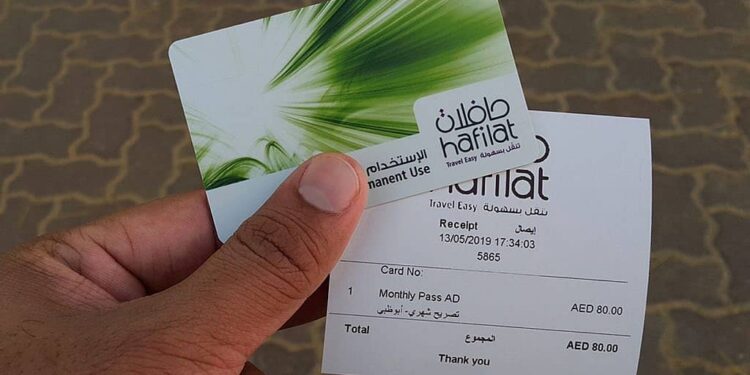 حافلات
hafilat
Travel Easy تنقل بسهولة
الإستخدام
manent Use
hafilat
Travel Easy تنقل بسهولة
Receipt إيصال
13/05/2019 17:34:03
5865
Card No:
1 Monthly Pass AD AED 80.00
تصريح شهري- أبوظبي
Total المجموع AED 80.00
Thank you